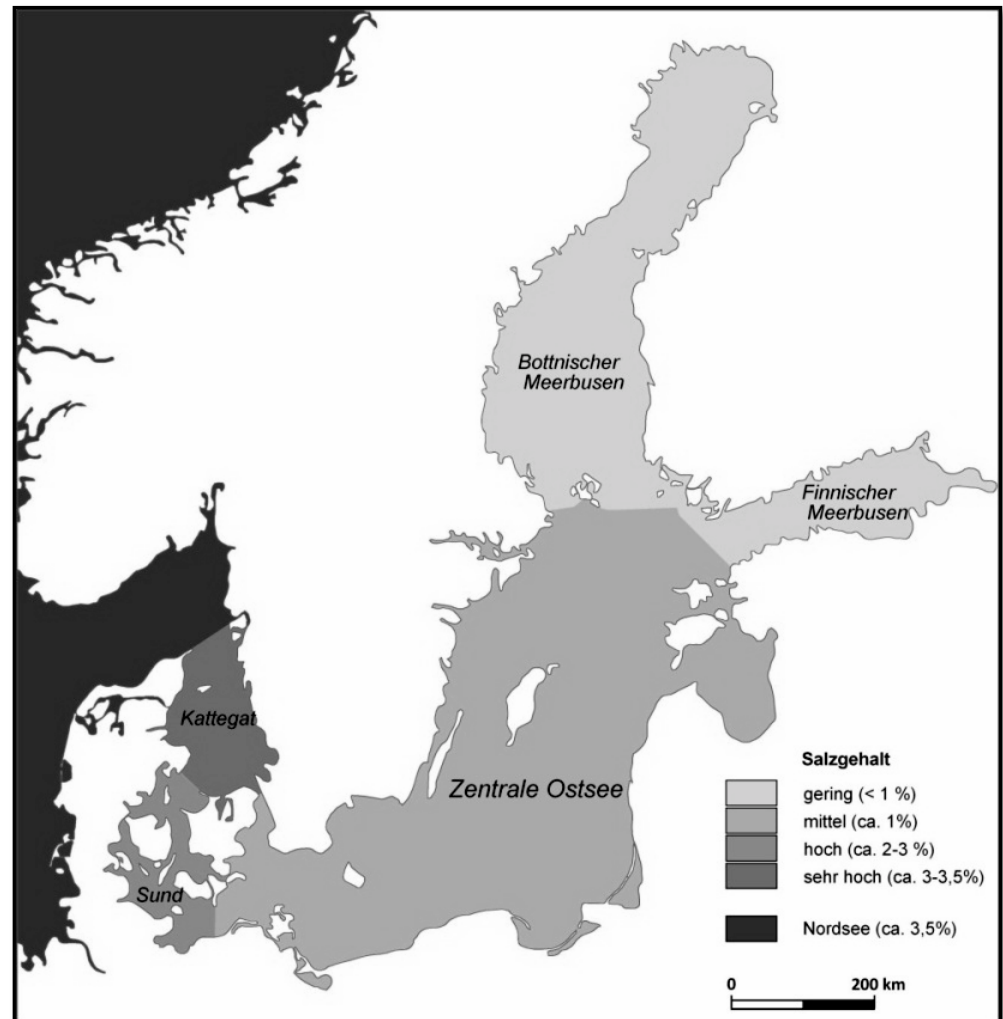 Bottnischer
Meerbusen
Finnischer
Meerbusen
Kattegat
Zentrale Ostsee
Sund
Salzgehalt
gering (< 1 %)
mittel (ca. 1%)
hoch (ca. 2-3 %)
sehr hoch (ca. 3-3,5%)
Nordsee (ca. 3,5%)
0 200 km